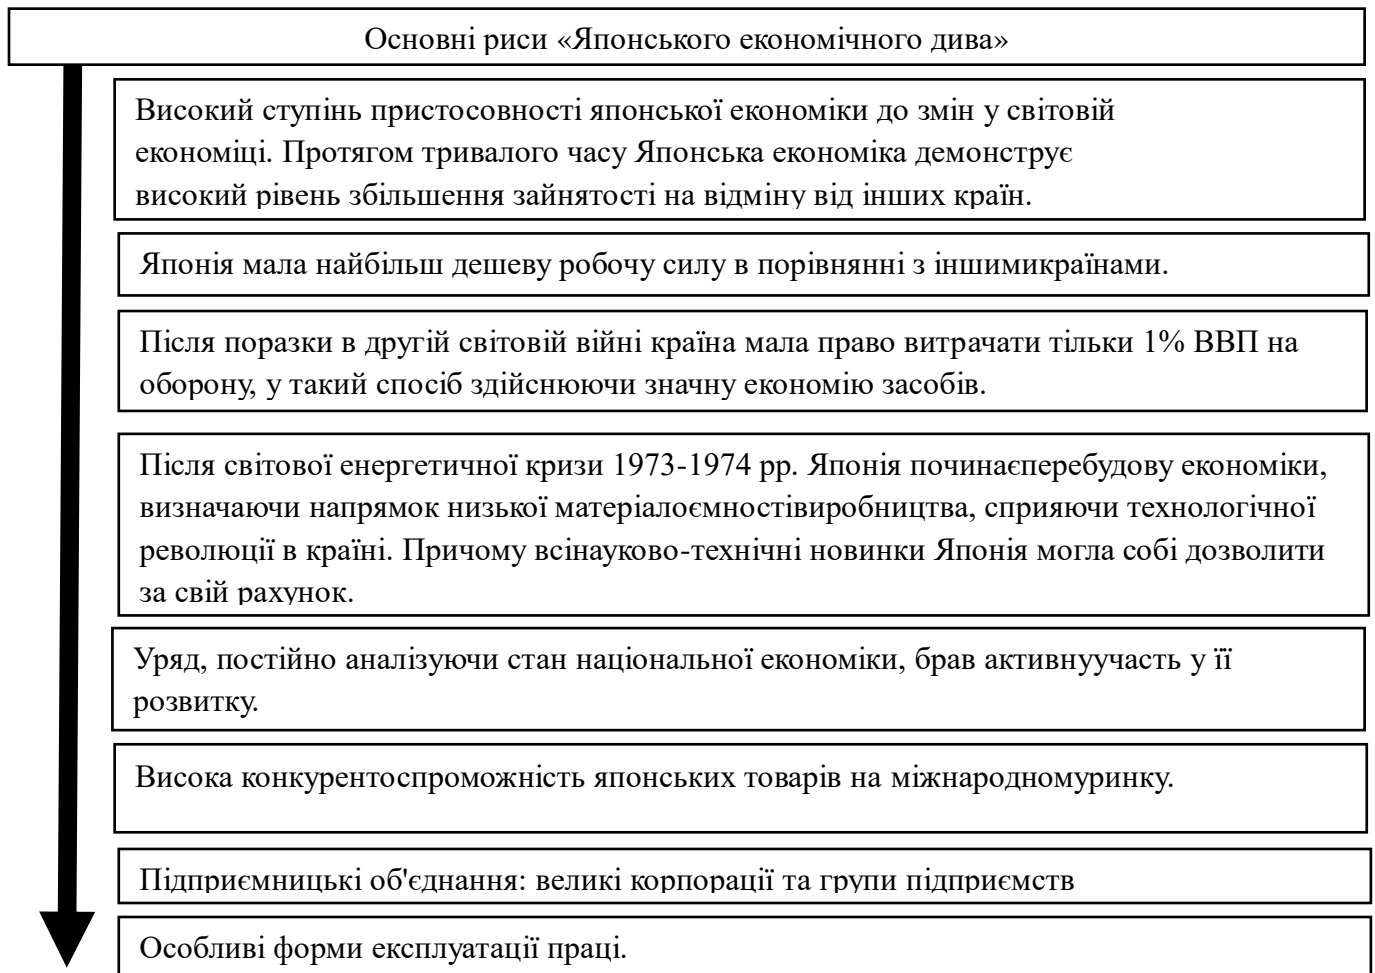 Основні риси «Японського економічного дива»
Високий ступінь пристосовності японської економіки до змін у світовій
економіці. Протягом тривалого часу Японська економіка демонструє
високий рівень збільшення зайнятості на відміну від інших країн.
Японія мала найбільш дешеву робочу силу в порівнянні з іншимикраїнами.
Після поразки в другій світовій війні країна мала право витрачати тільки 1% ВВП на
оборону, у такий спосіб здійснюючи значну економію засобів.
Після світової енергетичної кризи 1973-1974 рр. Японія починаєперебудову економіки,
визначаючи напрямок низької матеріалоємностівиробництва, сприяючи технологічної
революції в країні. Причому всінауково-технічні новинки Японія могла собі дозволити
за свій рахунок.
Уряд, постійно аналізуючи стан національної економіки, брав активнуучасть у її
розвитку.
Висока конкурентоспроможність японських товарів на міжнародномуринку.
Підприємницькі об'єднання: великі корпорації та групи підприємств
Особливі форми експлуатації праці.